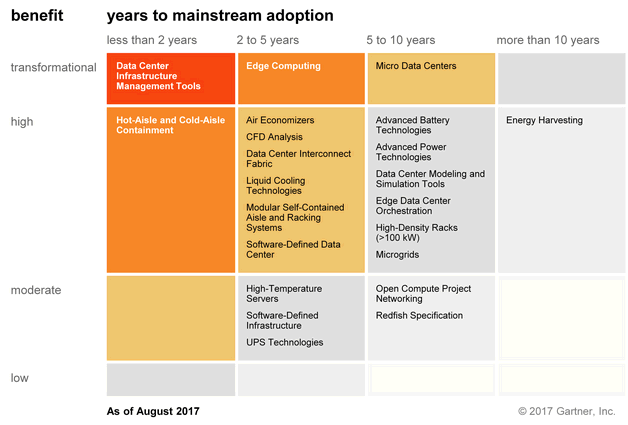 benefit
years to mainstream adoption
less than 2 years
2 to 5 years
5 to 10 years
more than 10 years
transformational
Data Center
Infrastructure
Management Tools
Edge Computing
Micro Data Centers
high
Hot-Aisle and Cold-Aisle
Containment
Air Economizers
CFD Analysis
Data Center Interconnect
Fabric
Liquid Cooling
Technologies
Modular Self-Contained
Aisle and Racking
Systems
Software-Defined Data
Center
Advanced Battery
Technologies
Advanced Power
Technologies
Data Center Modeling and
Simulation Tools
Edge Data Center
Orchestration
High-Density Racks
(>100 kW)
Microgrids
Energy Harvesting
moderate
High-Temperature
Servers
Software-Defined
Infrastructure
UPS Technologies
Open Compute Project
Networking
Redfish Specification
low
As of August 2017
© 2017 Gartner, Inc.